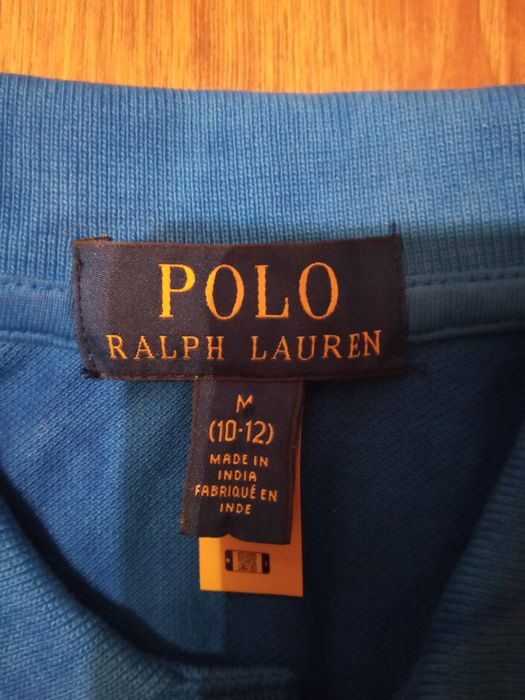 POLO
RALPH LAUREN
M
(10-12)
MADE IN
INDIA
FABRIQUÉ EN
INDE